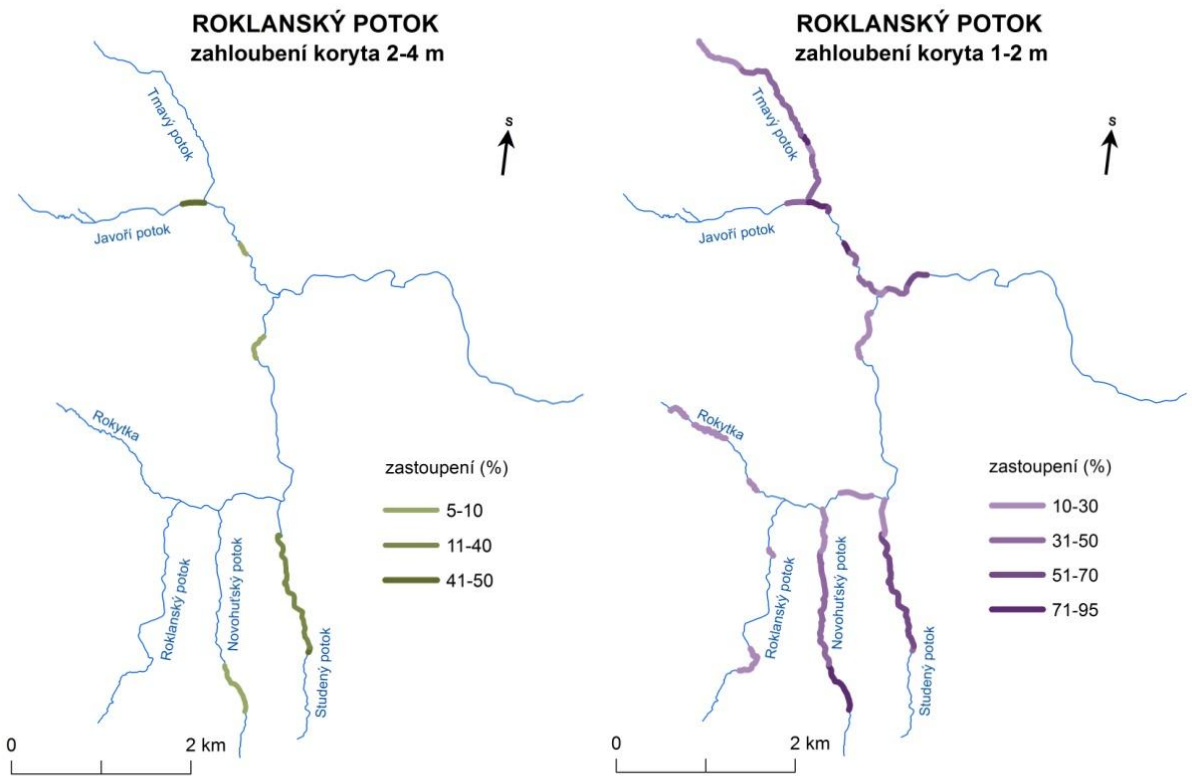 ROKLANSKÝ POTOK
zahloubení koryta 2-4 m
S
Tmavý potok
Javoří potok
Rokytka
Roklanský potok
Novohuťský potok
Studený potok
zastoupení (%)
5-10
11-40
41-50
0
2 km
ROKLANSKÝ POTOK
zahloubení koryta 1-2 m
S
Tmavý potok
Javoří potok
Rokytka
Roklanský potok
Novohuťský potok
Studený potok
zastoupení (%)
10-30
31-50
51-70
71-95
0
2 km